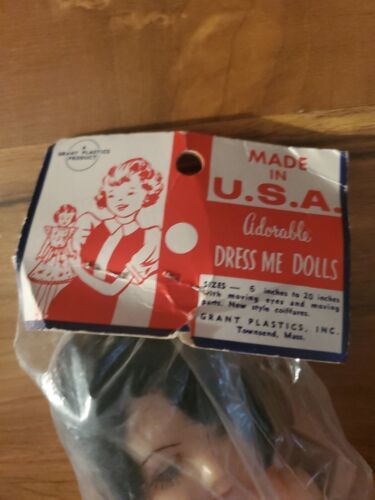 A
GRANT PLASTICS
PRODUCT
MADE
IN
U.S.A.
Adorable
DRESS ME DOLLS
SIZES — 6 inches to 20 inches
with moving eyes and moving
parts. New style coiffures.
GRANT PLASTICS, INC.
Townsend, Mass.